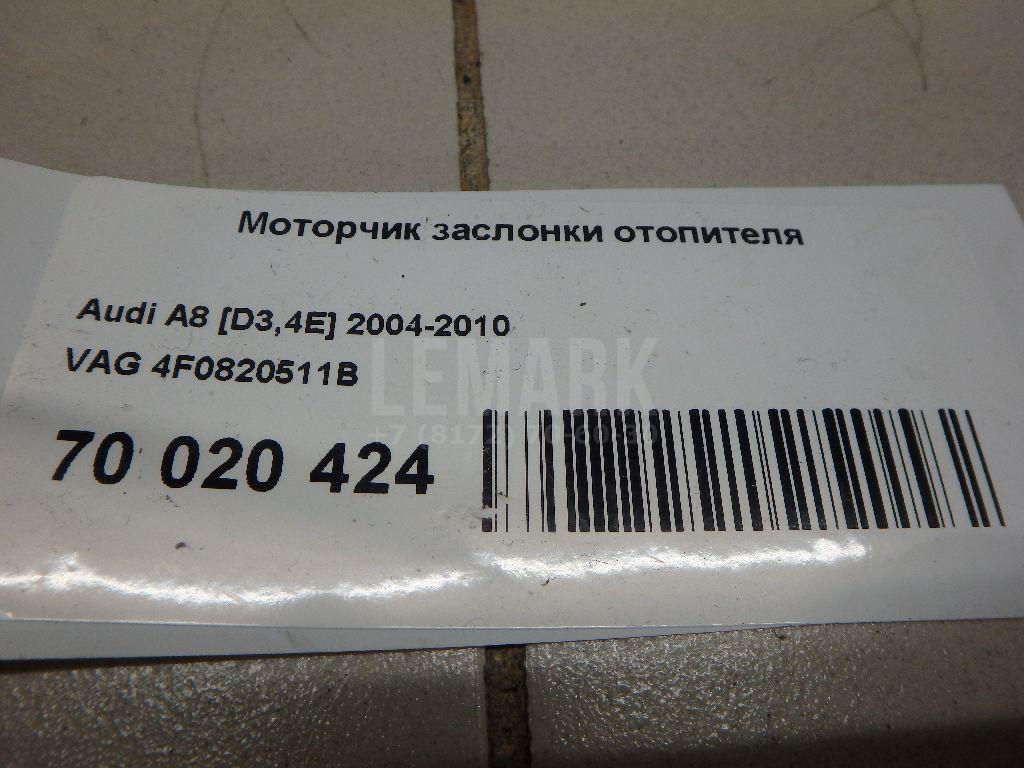 Моторчик заслонки отопителя
Audi A8 [D3,4E] 2004-2010
VAG 4F0820511B
LEMARK
70 020 424